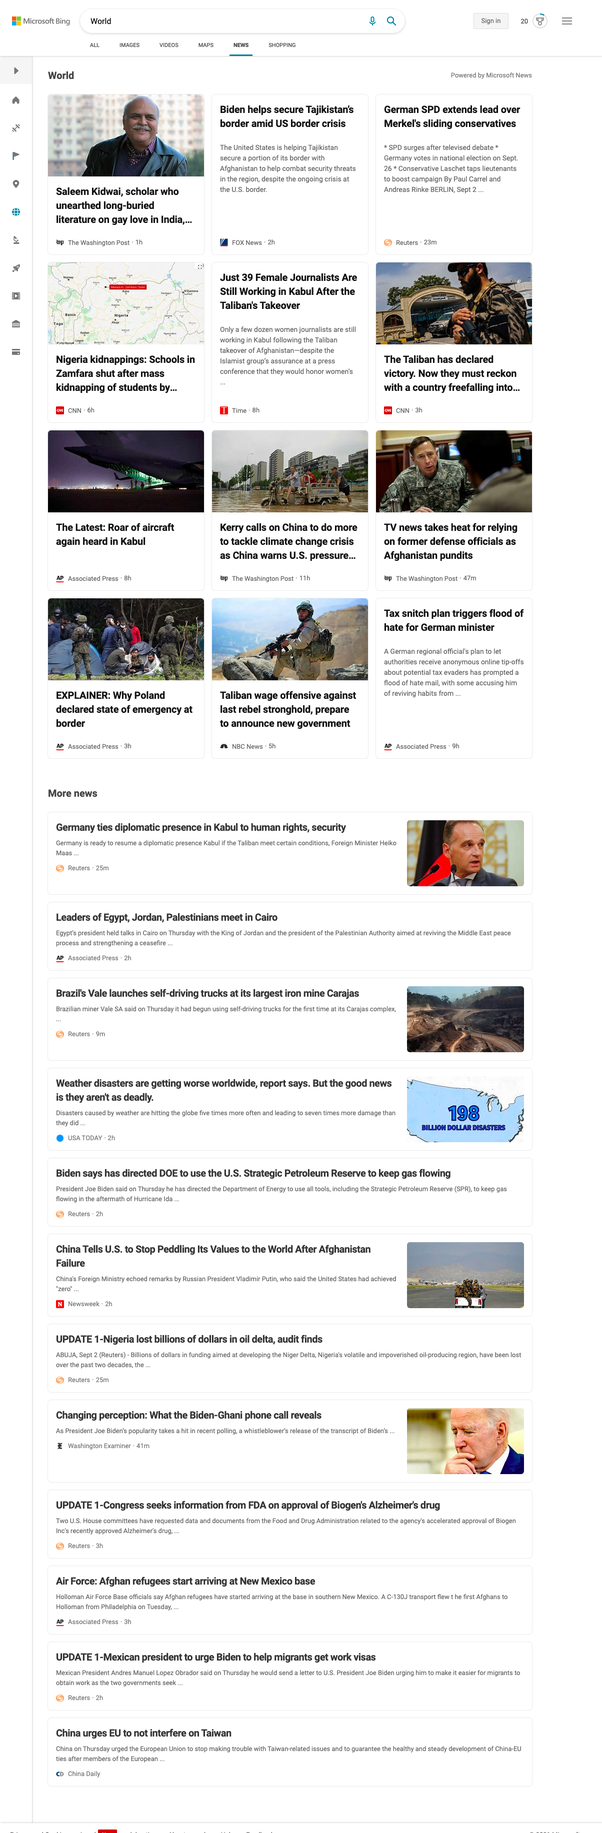 Microsoft Bing
World
Sign in
20
ALL
IMAGES
VIDEOS
MAPS
NEWS
SHOPPING
World
Powered by Microsoft News
Saleem Kidwai, scholar who
unearthed long-buried
literature on gay love in India,...
The Washington Post · 1h
Biden helps secure Tajikistan's
border amid US border crisis
The United States is helping Tajikistan
secure a portion of its border with
Afghanistan to help combat security threats
in the region, despite the ongoing crisis at
the U.S. border.
FOX News · 2h
German SPD extends lead over
Merkel's sliding conservatives
* SPD surges after televised debate *
Germany votes in national election on Sept.
26 * Conservative Laschet taps lieutenants
to boost campaign By Paul Carrel and
Andreas Rinke BERLIN, Sept 2 ...
Reuters · 23m
Nigeria
Nigeria kidnappings: Schools in
Zamfara shut after mass
kidnapping of students by...
CNN · 6h
Just 39 Female Journalists Are
Still Working in Kabul After the
Taliban's Takeover
Only a few dozen women journalists are still
working in Kabul following the Taliban
takeover of Afghanistan—despite the
Islamist group's assurance at a press
conference that they would honor women's
...
Time · 8h
The Taliban has declared
victory. Now they must reckon
with a country freefalling into...
CNN · 3h
The Latest: Roar of aircraft
again heard in Kabul
AP Associated Press · 8h
Kerry calls on China to do more
to tackle climate change crisis
as China warns U.S. pressure...
The Washington Post · 11h
TV news takes heat for relying
on former defense officials as
Afghanistan pundits
The Washington Post · 47m
EXPLAINER: Why Poland
declared state of emergency at
border
AP Associated Press · 3h
Taliban wage offensive against
last rebel stronghold, prepare
to announce new government
NBC News · 5h
Tax snitch plan triggers flood of
hate for German minister
A German regional official's plan to let
authorities receive anonymous online tip-offs
about potential tax evaders has prompted a
flood of hate mail, with some accusing him
of reviving habits from ...
AP Associated Press · 9h
More news
Germany ties diplomatic presence in Kabul to human rights, security
Germany is ready to resume a diplomatic presence Kabul if the Taliban meet certain conditions, Foreign Minister Heiko
Maas ...
Reuters · 25m
Leaders of Egypt, Jordan, Palestinians meet in Cairo
Egypt's president held talks in Cairo on Thursday with the King of Jordan and the president of the Palestinian Authority aimed at reviving the Middle East peace
process and strengthening a ceasefire ...
AP Associated Press · 2h
Brazil's Vale launches self-driving trucks at its largest iron mine Carajas
Brazilian miner Vale SA said on Thursday it had begun using self-driving trucks for the first time at its Carajas complex,
...
Reuters · 9m
Weather disasters are getting worse worldwide, report says. But the good news
is they aren't as deadly.
Disasters caused by weather are hitting the globe five times more often and leading to seven times more damage than
they did ...
USA TODAY · 2h
198
BILLION DOLLAR DISASTERS
Biden says has directed DOE to use the U.S. Strategic Petroleum Reserve to keep gas flowing
President Joe Biden said on Thursday he has directed the Department of Energy to use all tools, including the Strategic Petroleum Reserve (SPR), to keep gas
flowing in the aftermath of Hurricane Ida ...
Reuters · 2h
China Tells U.S. to Stop Peddling Its Values to the World After Afghanistan
Failure
China's Foreign Ministry echoed remarks by Russian President Vladimir Putin, who said the United States had achieved
"zero" ...
N Newsweek · 2h
UPDATE 1-Nigeria lost billions of dollars in oil delta, audit finds
ABUJA, Sept 2 (Reuters) - Billions of dollars in funding aimed at developing the Niger Delta, Nigeria's volatile and impoverished oil-producing region, have been lost
over the past two decades, the ...
Reuters · 25m
Changing perception: What the Biden-Ghani phone call reveals
As President Joe Biden's popularity takes a hit in recent polling, a whistleblower's release of the transcript of Biden's ...
Washington Examiner · 41m
UPDATE 1-Congress seeks information from FDA on approval of Biogen's Alzheimer's drug
Two U.S. House committees have requested data and documents from the Food and Drug Administration related to the agency's accelerated approval of Biogen
Inc's recently approved Alzheimer's drug, ...
Reuters · 3h
Air Force: Afghan refugees start arriving at New Mexico base
Holloman Air Force Base officials say Afghan refugees have started arriving at the base in southern New Mexico. A C-130J transport flew t he first Afghans to
Holloman from Philadelphia on Tuesday, ...
AP Associated Press · 3h
UPDATE 1-Mexican president to urge Biden to help migrants get work visas
Mexican President Andres Manuel Lopez Obrador said on Thursday he would send a letter to U.S. President Joe Biden urging him to make it easier for migrants to
obtain work as the two governments seek ...
Reuters · 2h
China urges EU to not interfere on Taiwan
China on Thursday urged the European Union to stop making trouble with Taiwan-related issues and to guarantee the healthy and steady development of China-EU
ties after members of the European ...
China Daily